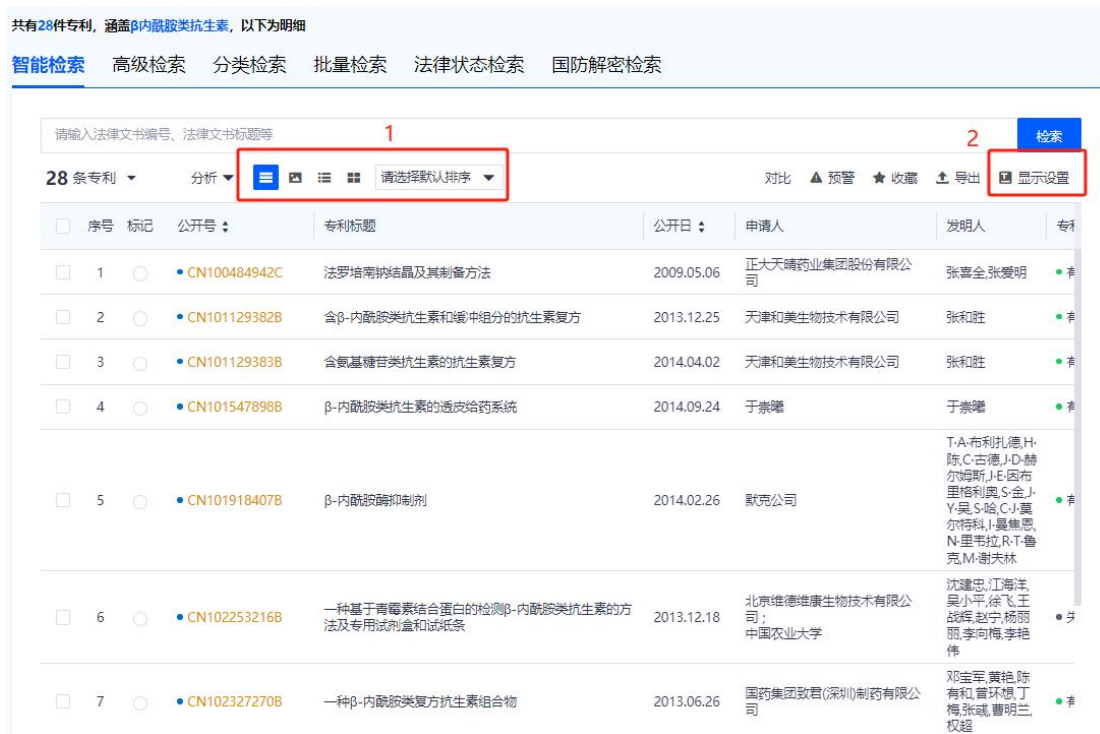 共有28件专利，涵盖β内酰胺类抗生素，以下为明细
智能检索 高级检索 分类检索 批量检索 法律状态检索 国防解密检索
请输入法律文书编号、法律文书标题等
1
2
检索
28 条专利 分析 请选择默认排序 对比 预警 收藏 导出 显示设置
序号 标记 公开号 专利标题 公开日 申请人 发明人 专利
1 CN100484942C 法罗培南钠结晶及其制备方法 2009.05.06 正大天晴药业集团股份有限公
司
张喜全,张爱明 有
2 CN101129382B 含β-内酰胺类抗生素和缓冲组分的抗生素复方 2013.12.25 天津和美生物技术有限公司 张和胜 有
3 CN101129383B 含氨基糖苷类抗生素的抗生素复方 2014.04.02 天津和美生物技术有限公司 张和胜 有
4 CN101547898B β-内酰胺类抗生素的透皮给药系统 2014.09.24 于崇曦 于崇曦 有
5 CN101918407B β-内酰胺酶抑制剂 2014.02.26 默克公司
T·A·布利扎德,H·
陈,C·古德,J·D·赫
尔姆斯,J·E·因布
里格利奥,S·金,J·
Y·吴,S·哈,C·J·莫
尔特科,I·曼焦恩,
N·里韦拉,R·T·鲁
克,M·谢夫林
有
6 CN102253216B 一种基于青霉素结合蛋白的检测β-内酰胺类抗生素的方
法及专用试剂盒和试纸条
2013.12.18
北京维德维康生物技术有限公
司；
中国农业大学
沈建忠,江海洋,
吴小平,徐飞,王
战辉,赵宁,杨丽
丽,李向梅,李艳
伟
失
7 CN102327270B 一种β-内酰胺类复方抗生素组合物 2013.06.26
国药集团致君(深圳)制药有限公
司
邓宝军,黄艳,陈
有和,曾环想,丁
梅,张彧,曹明兰,
权超
有